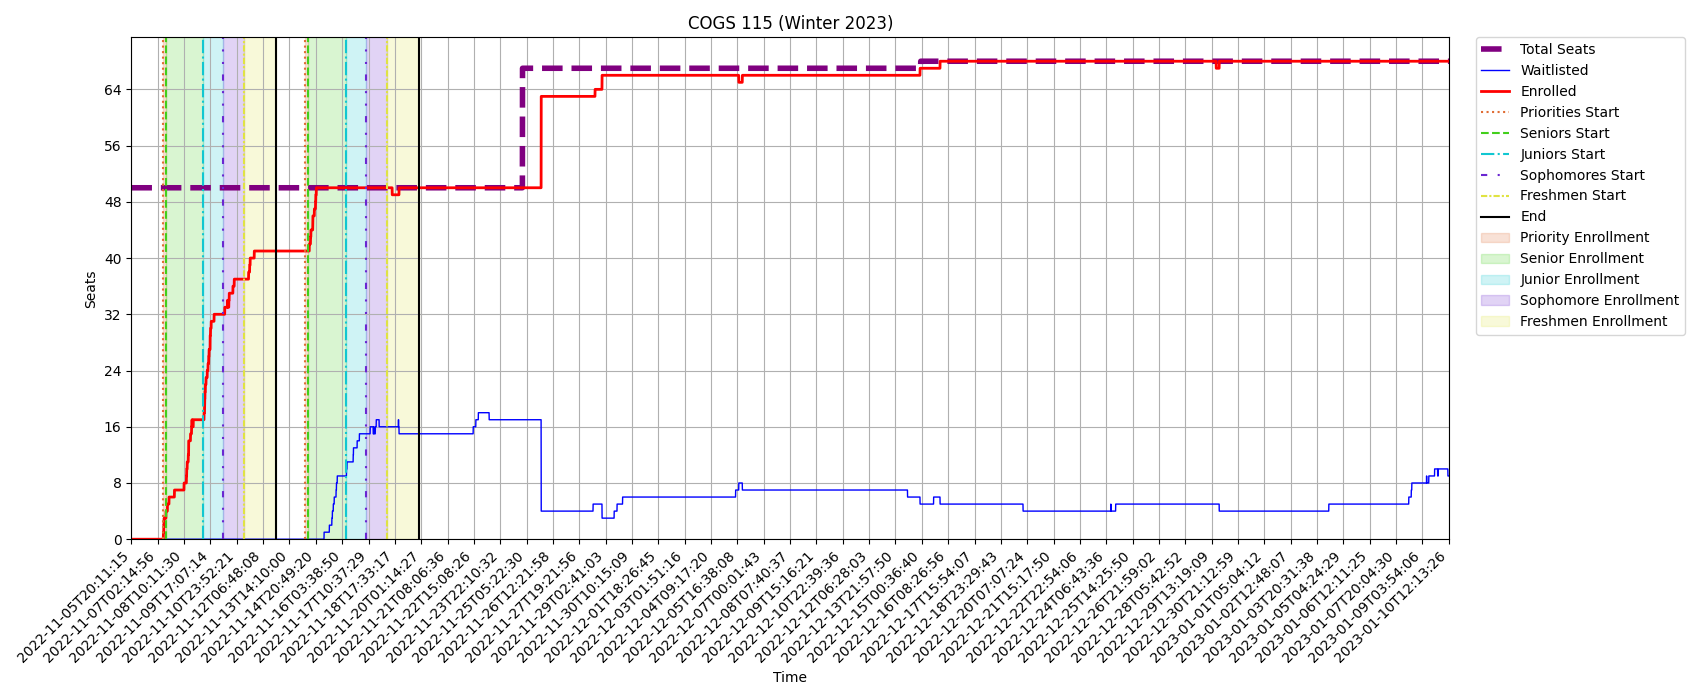 COGS 115 (Winter 2023)
Seats
64
56
48
40
32
24
16
8
0
2022-11-05T20:11:15
2022-11-07T02:14:56
2022-11-08T10:11:30
2022-11-09T17:07:14
2022-11-10T23:52:21
2022-11-12T06:48:00
2022-11-13T14:10:00
2022-11-14T20:49:20
2022-11-16T03:38:50
2022-11-17T10:37:29
2022-11-18T17:33:17
2022-11-20T01:14:27
2022-11-21T08:06:36
2022-11-22T15:08:26
2022-11-23T22:10:32
2022-11-25T05:22:30
2022-11-26T12:21:58
2022-11-27T19:21:56
2022-11-29T02:41:03
2022-11-30T10:15:09
2022-12-01T18:26:45
2022-12-03T01:51:16
2022-12-04T09:17:20
2022-12-05T16:38:09
2022-12-07T00:01:43
2022-12-08T07:40:37
2022-12-09T15:16:21
2022-12-10T22:39:36
2022-12-12T06:28:03
2022-12-13T21:57:50
2022-12-15T00:36:40
2022-12-16T08:26:56
2022-12-17T15:54:07
2022-12-18T23:29:43
2022-12-20T07:07:24
2022-12-21T15:17:50
2022-12-22T22:54:06
2022-12-24T06:43:36
2022-12-25T14:25:50
2022-12-26T21:59:02
2022-12-28T05:42:52
2022-12-29T13:19:09
2022-12-30T21:12:59
2023-01-01T05:04:12
2023-01-02T12:48:07
2023-01-03T20:31:38
2023-01-05T04:24:29
2023-01-06T12:11:25
2023-01-07T20:04:30
2023-01-09T03:54:06
2023-01-10T12:13:26
Time
Total Seats
Waitlisted
Enrolled
Priorities Start
Seniors Start
Juniors Start
Sophomores Start
Freshmen Start
End
Priority Enrollment
Senior Enrollment
Junior Enrollment
Sophomore Enrollment
Freshmen Enrollment